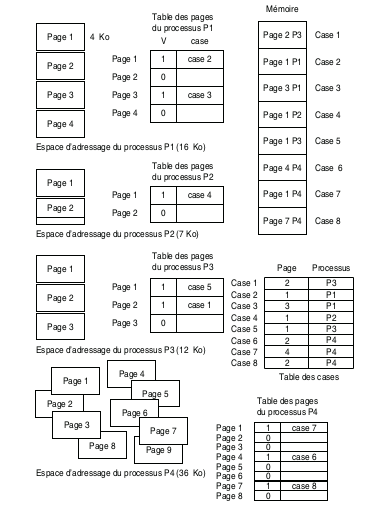 Mémoire
Table des pages
du processus P1
Page 1 4 Ko
Page 2
Page 3
Page 4
V case
Page 1 1 case 2
Page 2 0
Page 3 1 case 3
Page 4 0
Espace d'adressage du processus P1 (16 Ko)
Page 2 P3 Case 1
Page 1 P1 Case 2
Page 3 P1 Case 3
Page 1 P2 Case 4
Page 1 P3 Case 5
Page 4 P4 Case 6
Page 1 P4 Case 7
Page 7 P4 Case 8
Table des pages
du processus P2
Page 1
Page 2
Page 1 1 case 4
Page 2 0
Espace d'adressage du processus P2 (7 Ko)
Table des pages
du processus P3
Page 1
Page 2
Page 3
Page 1 1 case 5
Page 2 1 case 1
Page 3 0
Espace d'adressage du processus P3 (12 Ko)
Page Processus
Case 1 2 P3
Case 2 1 P1
Case 3 3 P1
Case 4 1 P2
Case 5 1 P3
Case 6 2 P4
Case 7 4 P4
Case 8 2 P4
Table des cases
Page 1
Page 4
Page 2
Page 5
Page 3
Page 6
Page 7
Page 8
Page 9
Espace d'adressage du processus P4 (36 Ko)
Table des pages
du processus P4
Page 1 1 case 7
Page 2 0
Page 3 0
Page 4 1 case 6
Page 5 0
Page 6 0
Page 7 1 case 8
Page 8 0